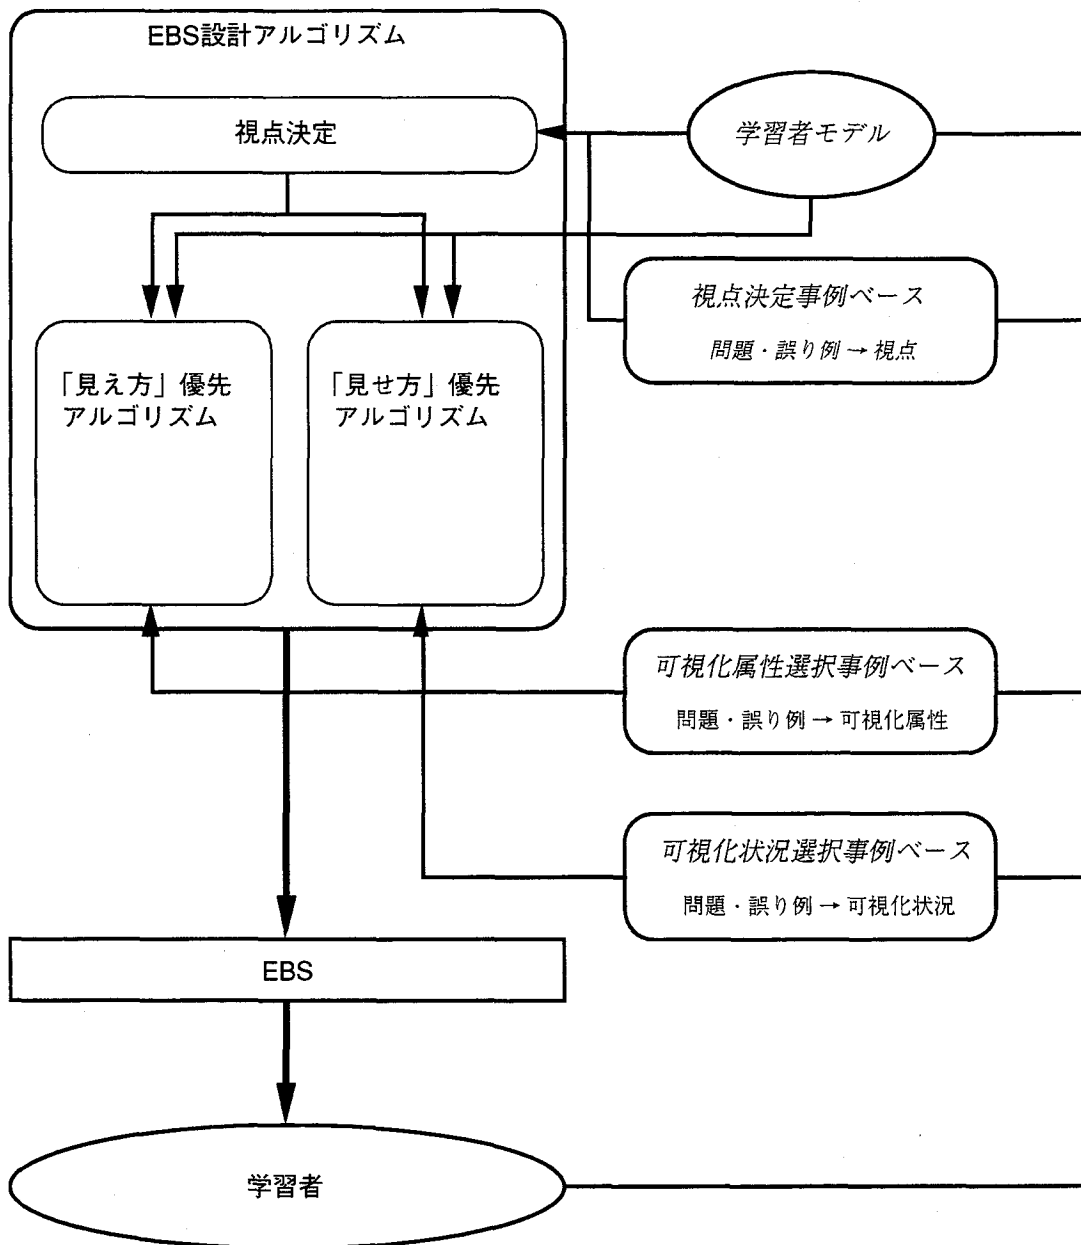 EBS設計アルゴリズム
視点決定
学習者モデル
視点決定事例ベース
問題・誤り例 → 視点
「見え方」優先
アルゴリズム
「見せ方」優先
アルゴリズム
可視化属性選択事例ベース
問題・誤り例 → 可視化属性
可視化状況選択事例ベース
問題・誤り例 → 可視化状況
EBS
学習者